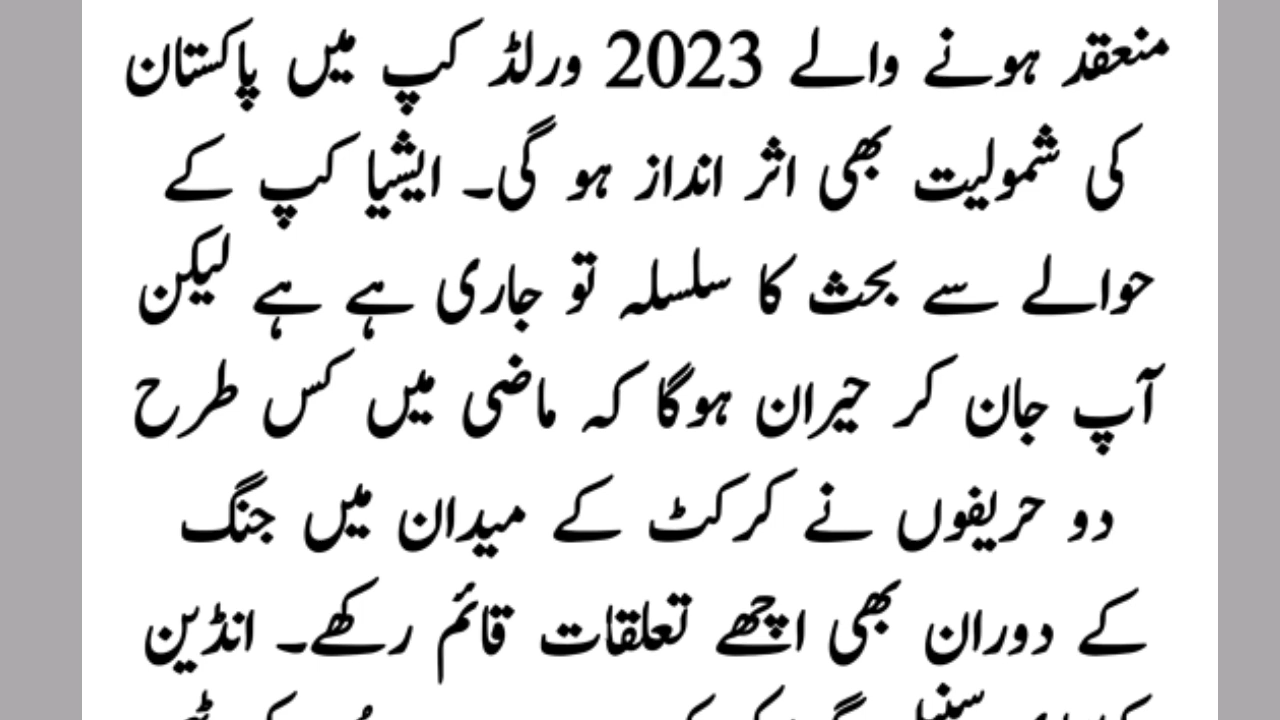 منعقد ہونے والے 2023 ورلڈ کپ میں پاکستان
کی شمولیت بھی اثر انداز ہو گی۔ ایشیا کپ کے
حوالے سے بحث کا سلسلہ تو جاری ہے ہے لیکن
آپ جان کر حیران ہوگا کہ ماضی میں کس طرح
دو حریفوں نے کرکٹ کے میدان میں جنگ
کے دوران بھی اچھے تعلقات قائم رکھے۔ انڈین
سنیل